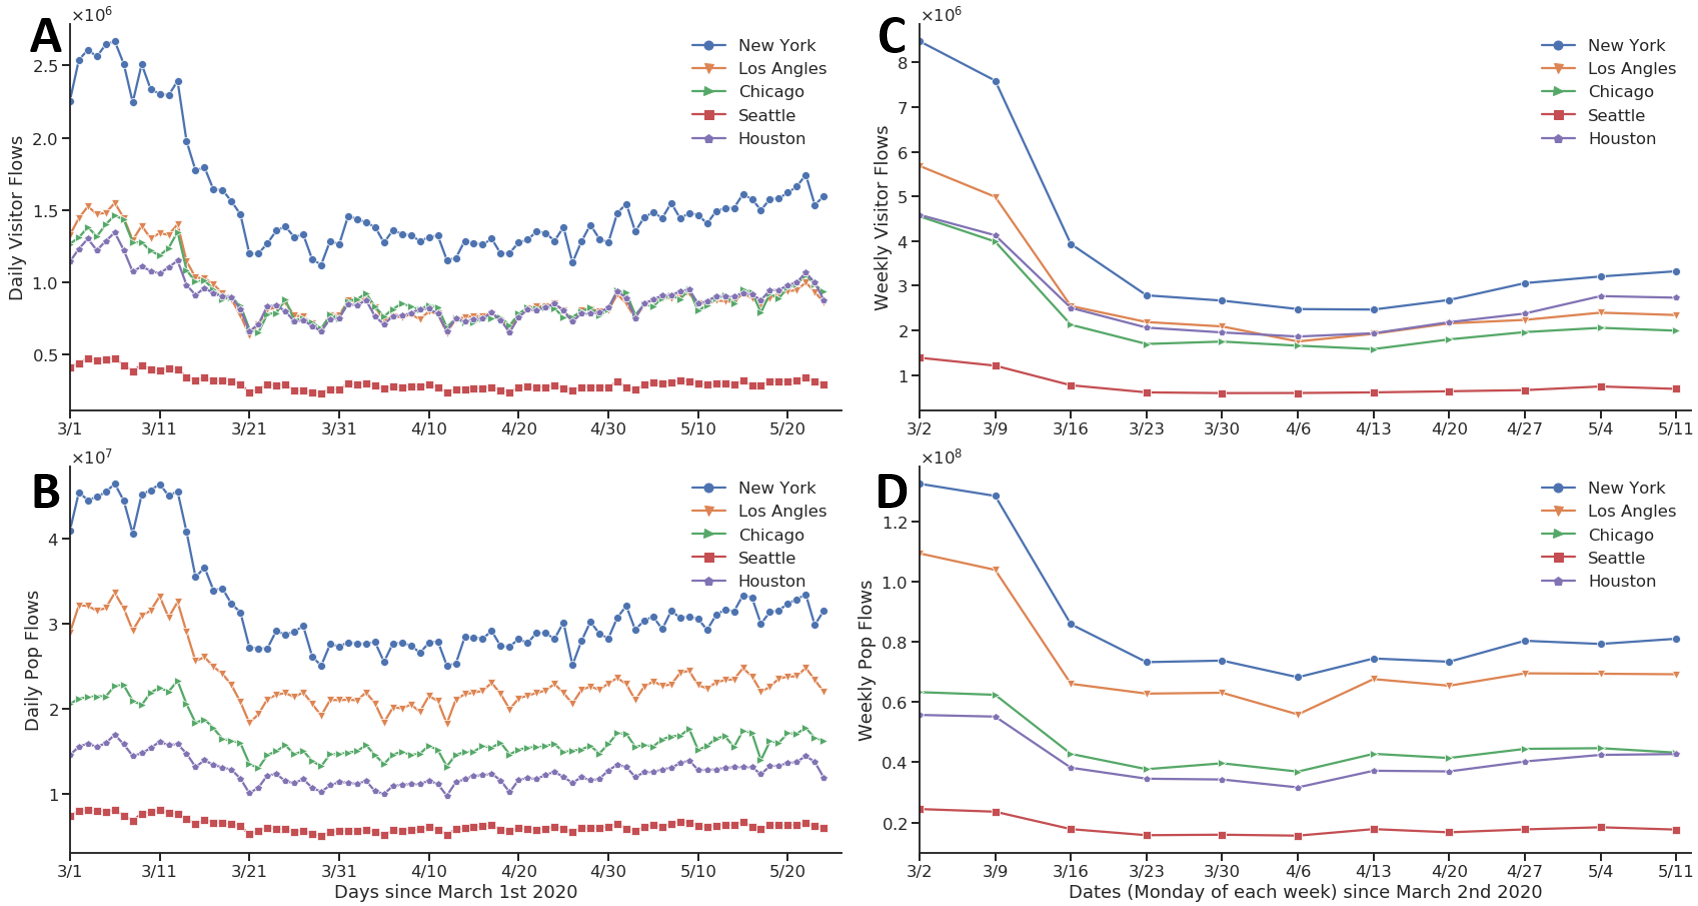 A
×10⁶
Daily Visitor Flows
2.5
2.0
1.5
1.0
0.5
New York
Los Angles
Chicago
Seattle
Houston
3/1 3/11 3/21 3/31 4/10 4/20 4/30 5/10 5/20
C
×10⁶
Weekly Visitor Flows
8
7
6
5
4
3
2
1
New York
Los Angles
Chicago
Seattle
Houston
3/2 3/9 3/16 3/23 3/30 4/6 4/13 4/20 4/27 5/4 5/11
B
×10⁷
Daily Pop Flows
4
3
2
1
New York
Los Angles
Chicago
Seattle
Houston
3/1 3/11 3/21 3/31 4/10 4/20 4/30 5/10 5/20
Days since March 1st 2020
D
×10⁸
Weekly Pop Flows
1.2
1.0
0.8
0.6
0.4
0.2
New York
Los Angles
Chicago
Seattle
Houston
3/2 3/9 3/16 3/23 3/30 4/6 4/13 4/20 4/27 5/4 5/11
Dates (Monday of each week) since March 2nd 2020